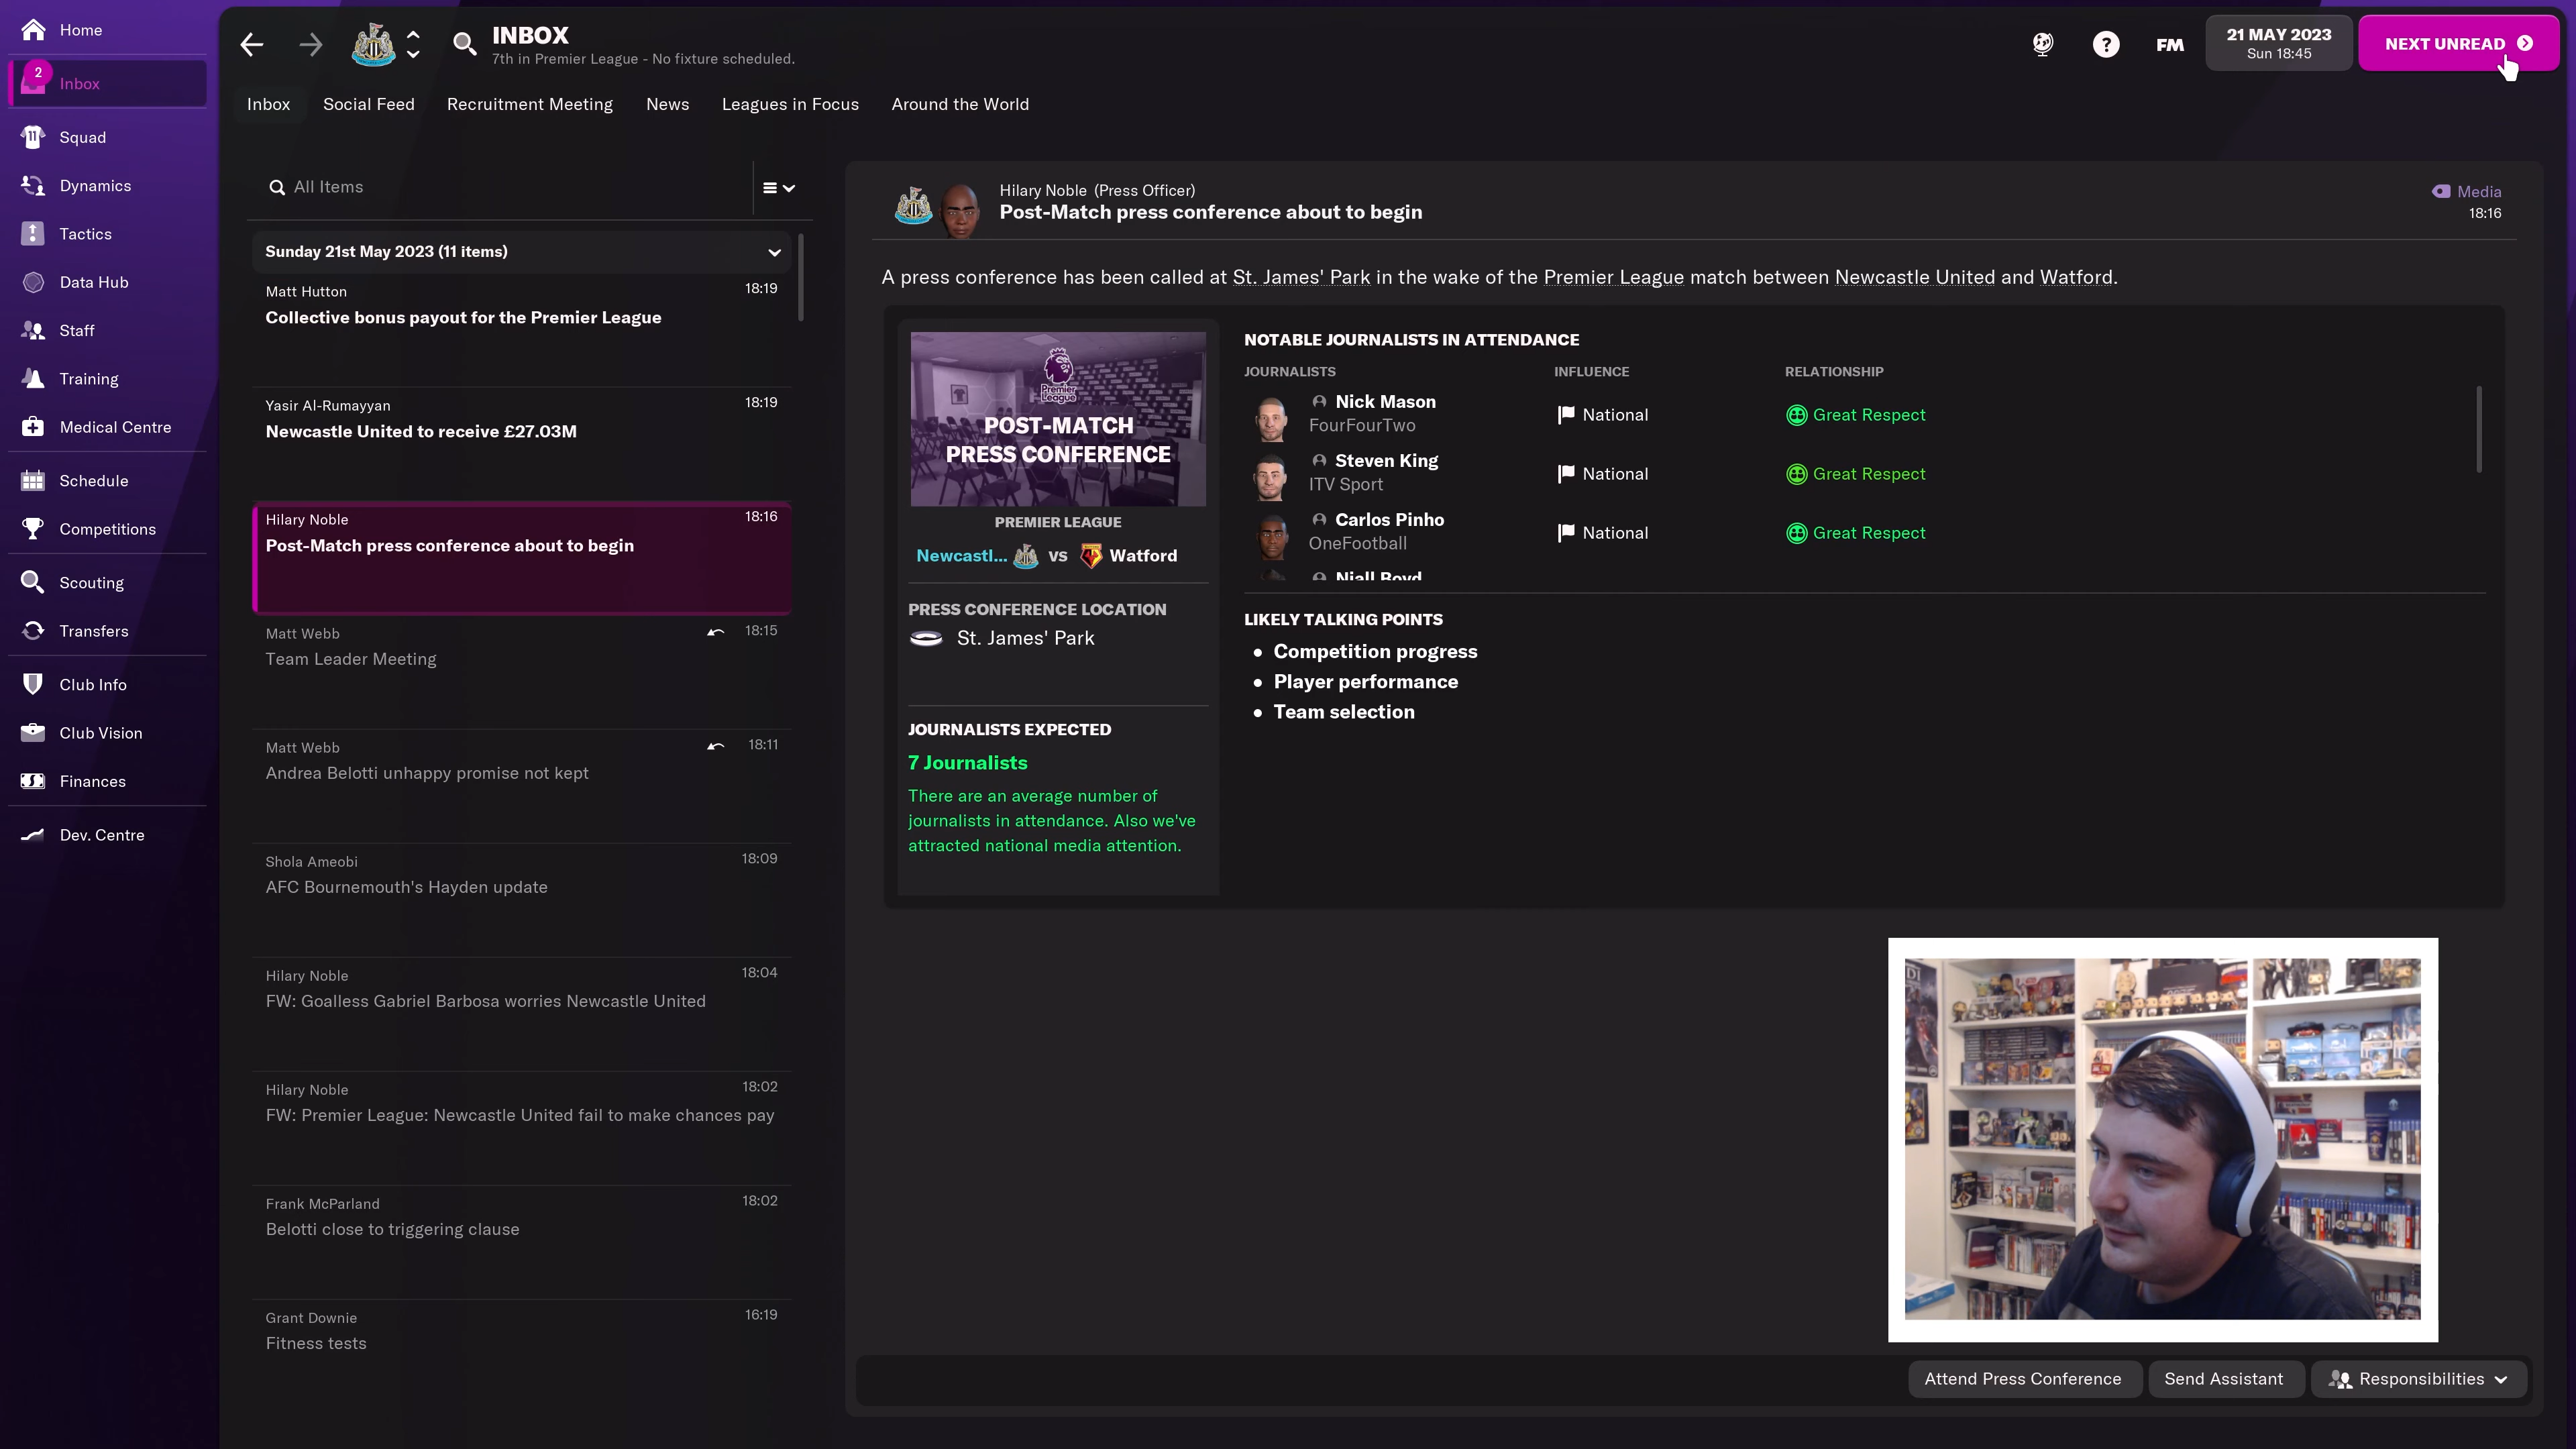 Home
2
Inbox
Squad
Dynamics
Tactics
Data Hub
Staff
Training
Medical Centre
Schedule
Competitions
Scouting
Transfers
Club Info
Club Vision
Finances
Dev. Centre
INBOX
7th in Premier League - No fixture scheduled.
?
FM
21 MAY 2023
Sun 18:45
NEXT UNREAD
Inbox
Social Feed
Recruitment Meeting
News
Leagues in Focus
Around the World
All Items
Sunday 21st May 2023 (11 items)
Matt Hutton
18:19
Collective bonus payout for the Premier League
Yasir Al-Rumayyan
18:19
Newcastle United to receive £27.03M
Hilary Noble
18:16
Post-Match press conference about to begin
Matt Webb
18:15
Team Leader Meeting
Matt Webb
18:11
Andrea Belotti unhappy promise not kept
Shola Ameobi
18:09
AFC Bournemouth's Hayden update
Hilary Noble
18:04
FW: Goalless Gabriel Barbosa worries Newcastle United
Hilary Noble
18:02
FW: Premier League: Newcastle United fail to make chances pay
Frank McParland
18:02
Belotti close to triggering clause
Grant Downie
16:19
Fitness tests
Hilary Noble (Press Officer)
Post-Match press conference about to begin
Media
18:16
A press conference has been called at St. James' Park in the wake of the Premier League match between Newcastle United and Watford.
Premier
League
POST-MATCH
PRESS CONFERENCE
PREMIER LEAGUE
Newcastl... vs Watford
PRESS CONFERENCE LOCATION
St. James' Park
JOURNALISTS EXPECTED
7 Journalists
There are an average number of
journalists in attendance. Also we've
attracted national media attention.
NOTABLE JOURNALISTS IN ATTENDANCE
JOURNALISTS INFLUENCE RELATIONSHIP
Nick Mason
FourFourTwo
National
Great Respect
Steven King
ITV Sport
National
Great Respect
Carlos Pinho
OneFootball
National
Great Respect
Niall Boyd
LIKELY TALKING POINTS
• Competition progress
• Player performance
• Team selection
Attend Press Conference
Send Assistant
Responsibilities